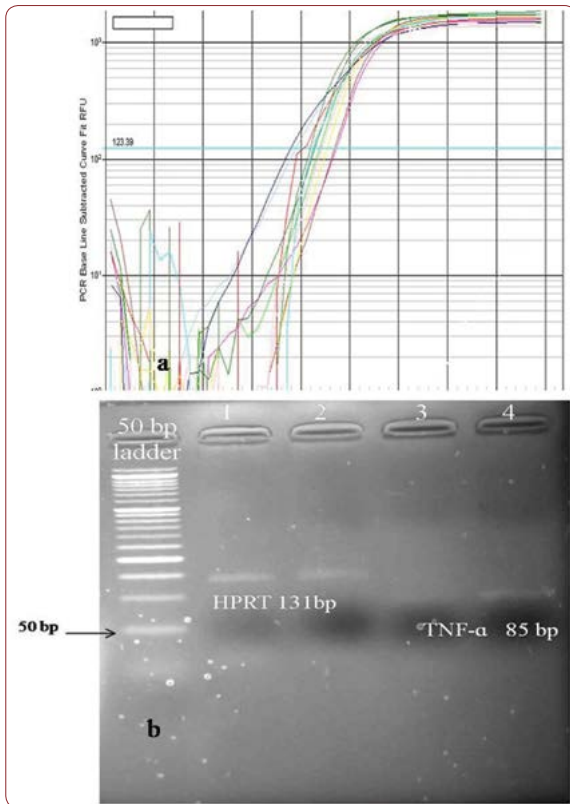 10³
PCR Base Line Subtracted Curve Fit RFU
123.39
10²
10¹
a
50 bp
ladder
1
2
3
4
HPRT 131bp
TNF-α 85 bp
50 bp
b